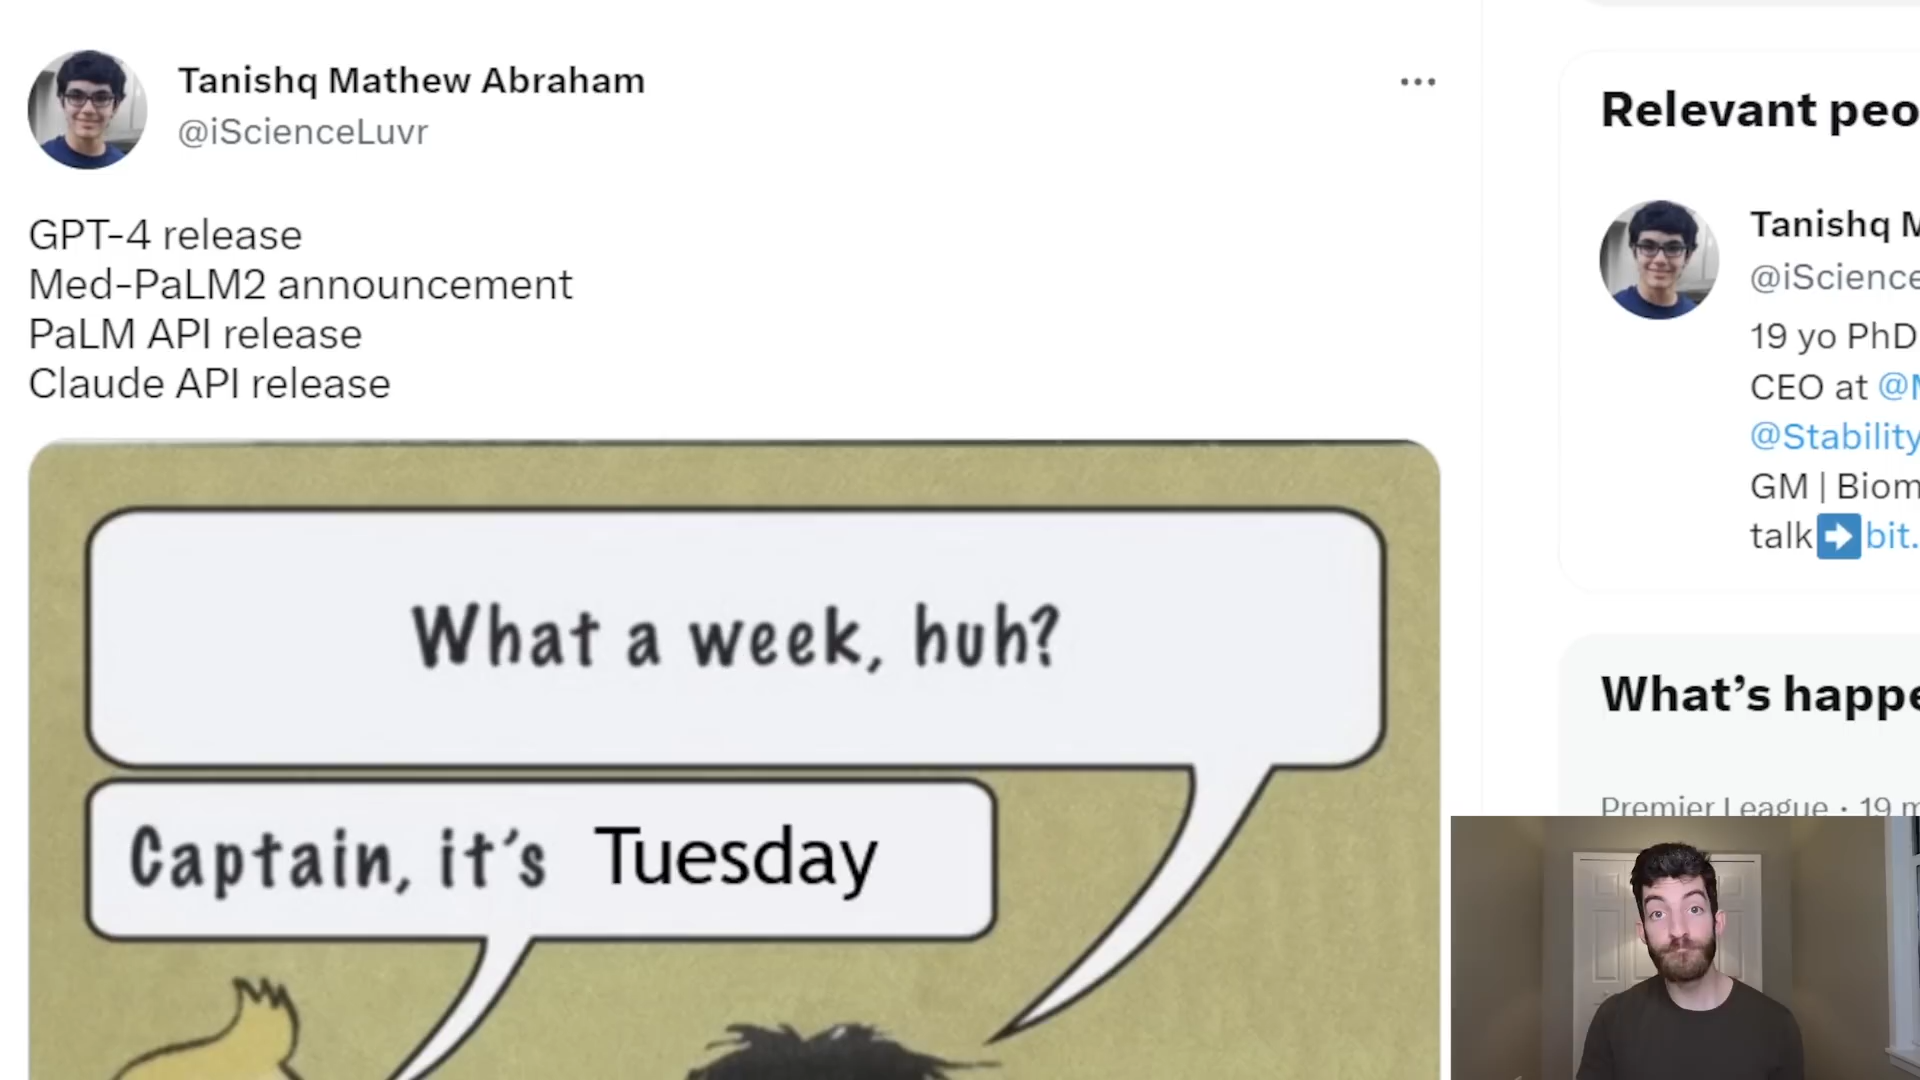 Tanishq Mathew Abraham
@iScienceLuvr
GPT-4 release
Med-PaLM2 announcement
PaLM API release
Claude API release
What a week, huh?
Captain, it's Tuesday
Relevant peo
Tanishq M
@iScience
19 yo PhD
CEO at @M
@Stability
GM | Biom
talk➡bit.
What's happe
Premier League · 19 m